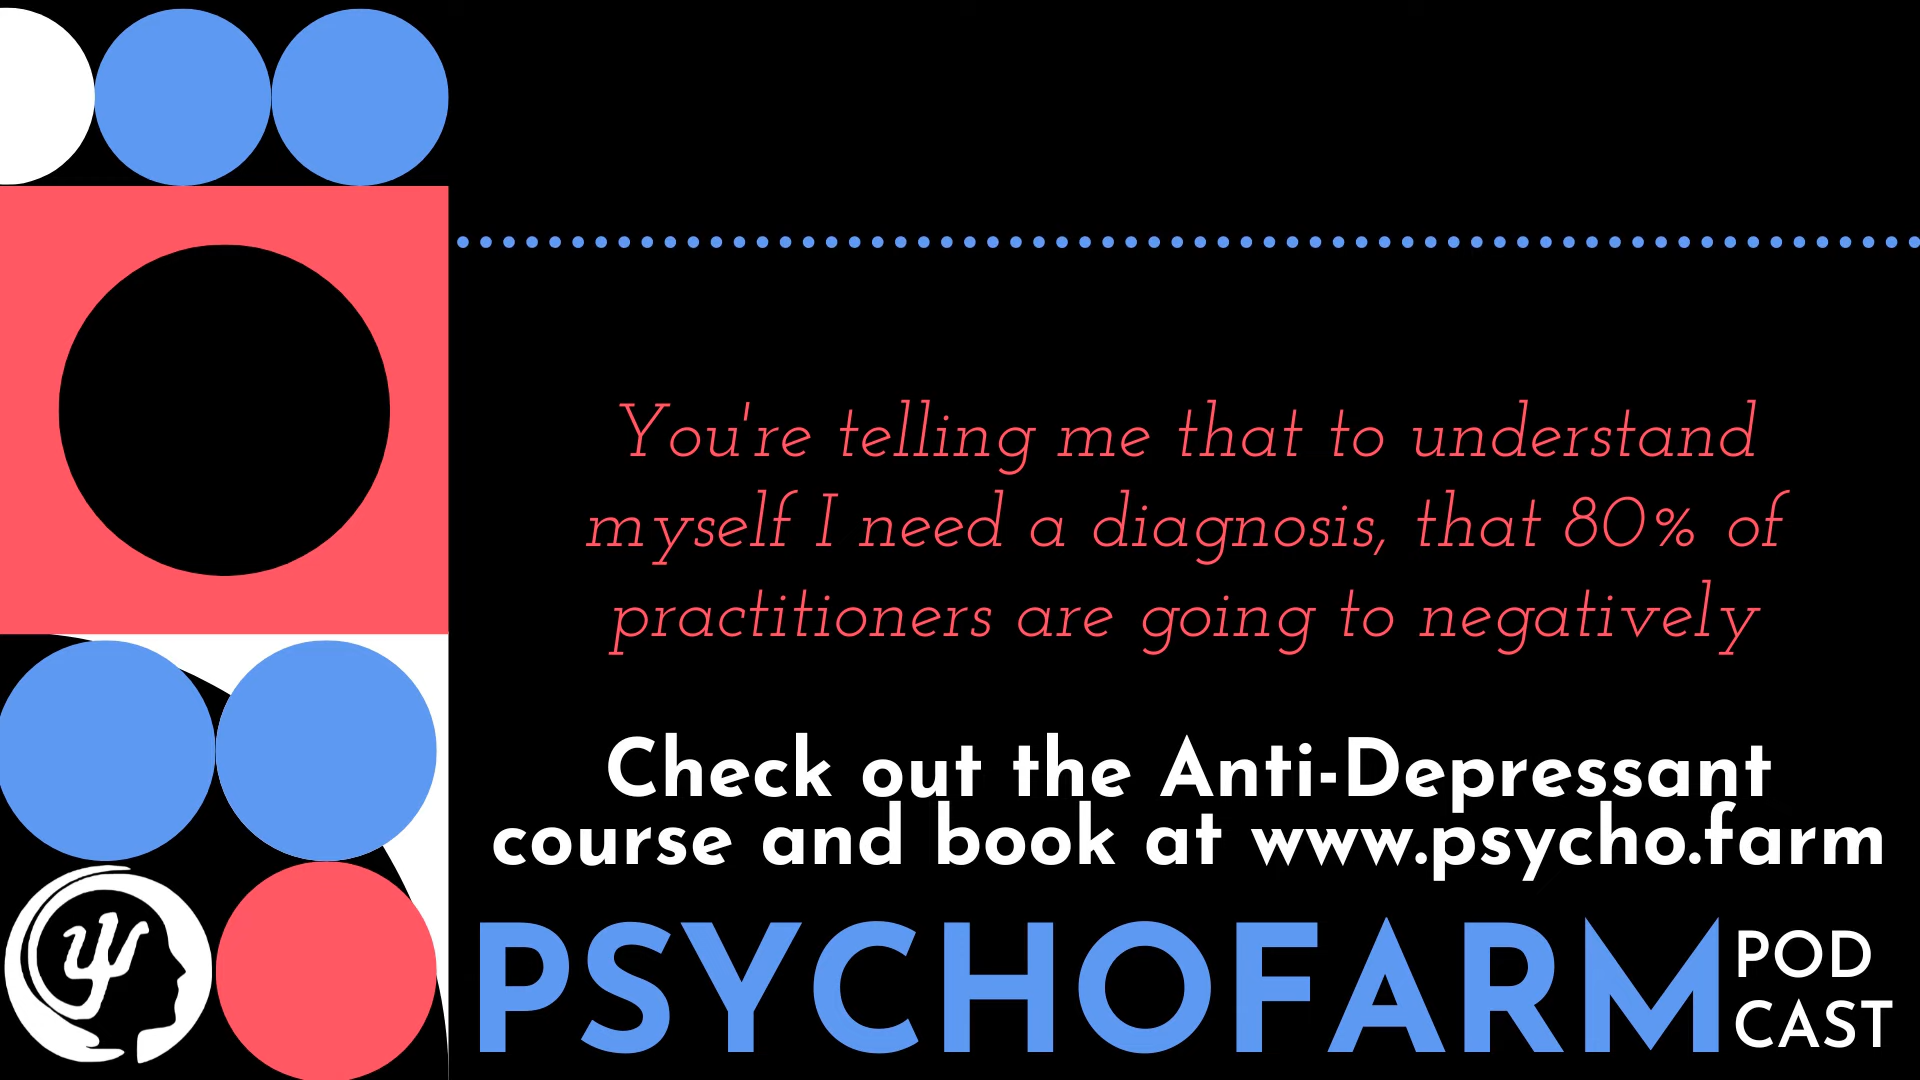 You're telling me that to understand
myself I need a diagnosis, that 80% of
practitioners are going to negatively
Check out the Anti-Depressant
course and book at www.psycho.farm
PSYCHOFARM
POD
CAST
ψ